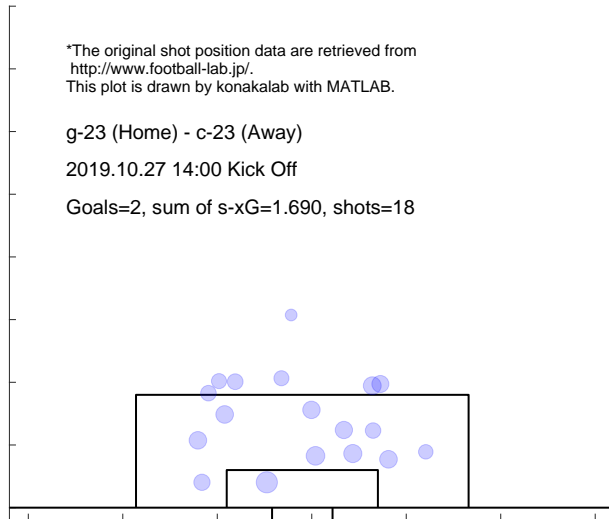 *The original shot position data are retrieved from
http://www.football-lab.jp/.
This plot is drawn by konakalab with MATLAB.
g-23 (Home) - c-23 (Away)
2019.10.27 14:00 Kick Off
Goals=2, sum of s-xG=1.690, shots=18